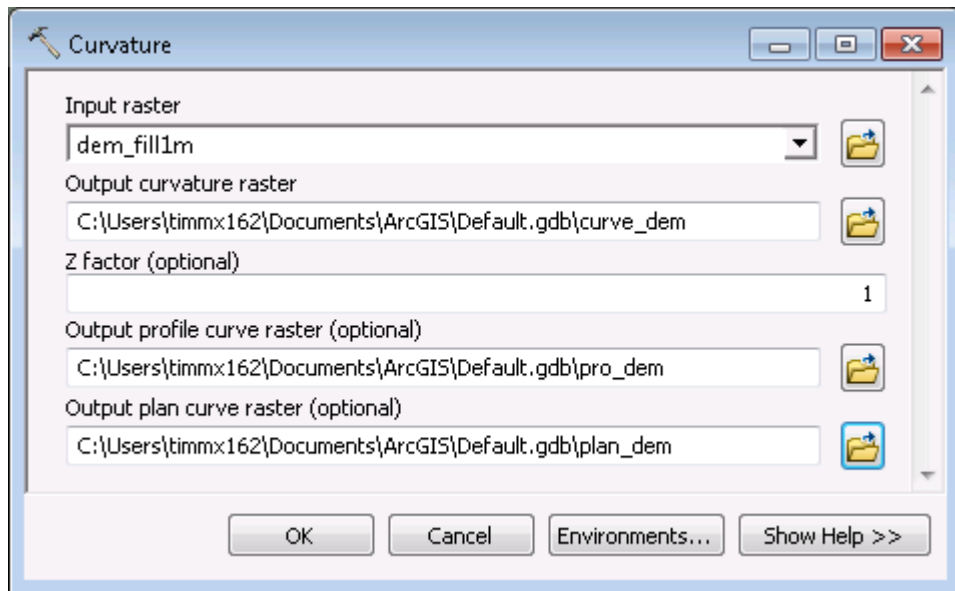 Curvature
Input raster
dem_fill1m
Output curvature raster
C:\Users\timmx162\Documents\ArcGIS\Default.gdb\curve_dem
Z factor (optional)
1
Output profile curve raster (optional)
C:\Users\timmx162\Documents\ArcGIS\Default.gdb\pro_dem
Output plan curve raster (optional)
C:\Users\timmx162\Documents\ArcGIS\Default.gdb\plan_dem
OK Cancel Environments... Show Help >>